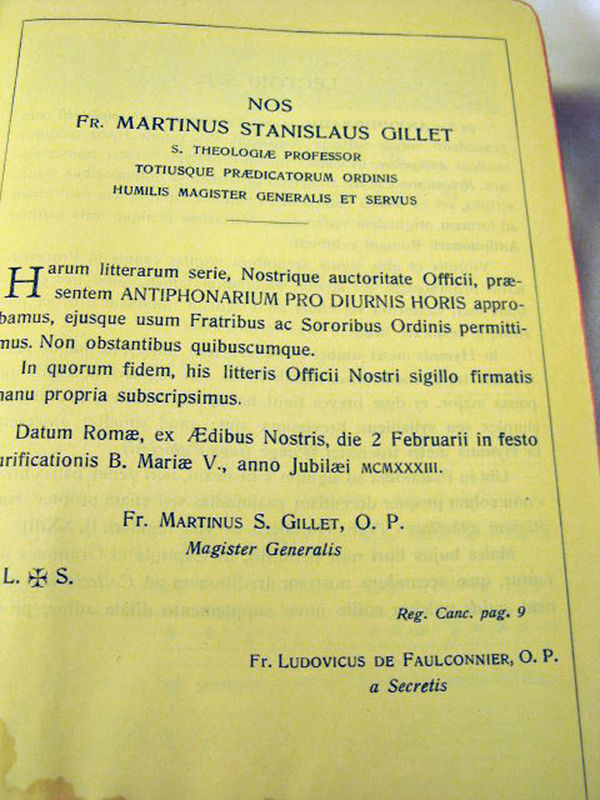 NOS
FR. MARTINUS STANISLAUS GILLET
S. THEOLOGIÆ PROFESSOR
TOTIUSQUE PRÆDICATORUM ORDINIS
HUMILIS MAGISTER GENERALIS ET SERVUS
Harum litterarum serie, Nostrique auctoritate Officii, præ-
sentem ANTIPHONARIUM PRO DIURNIS HORIS appro-
bamus, ejusque usum Fratribus ac Sororibus Ordinis permitti-
mus. Non obstantibus quibuscumque.
In quorum fidem, his litteris Officii Nostri sigillo firmatis
manu propria subscripsimus.
Datum Romæ, ex Ædibus Nostris, die 2 Februarii in festo
urificationis B. Mariæ V., anno Jubilæi MCMXXXIII.
FR. MARTINUS S. GILLET, O. P.
Magister Generalis
L. ✠ S.
Reg. Canc. pag. 9
FR. LUDOVICUS DE FAULCONNIER, O. P.
a Secretis